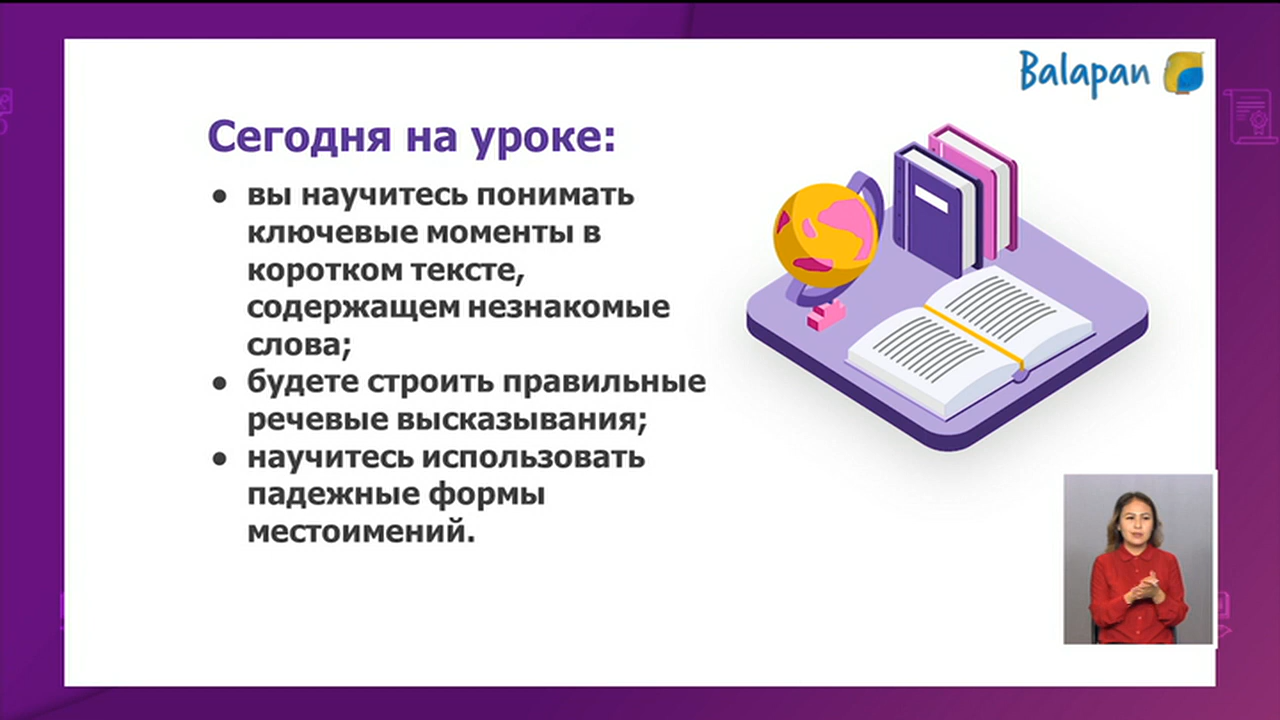 Balapan
Сегодня на уроке:
● вы научитесь понимать
ключевые моменты в
коротком тексте,
содержащем незнакомые
слова;
● будете строить правильные
речевые высказывания;
● научитесь использовать
падежные формы
местоимений.